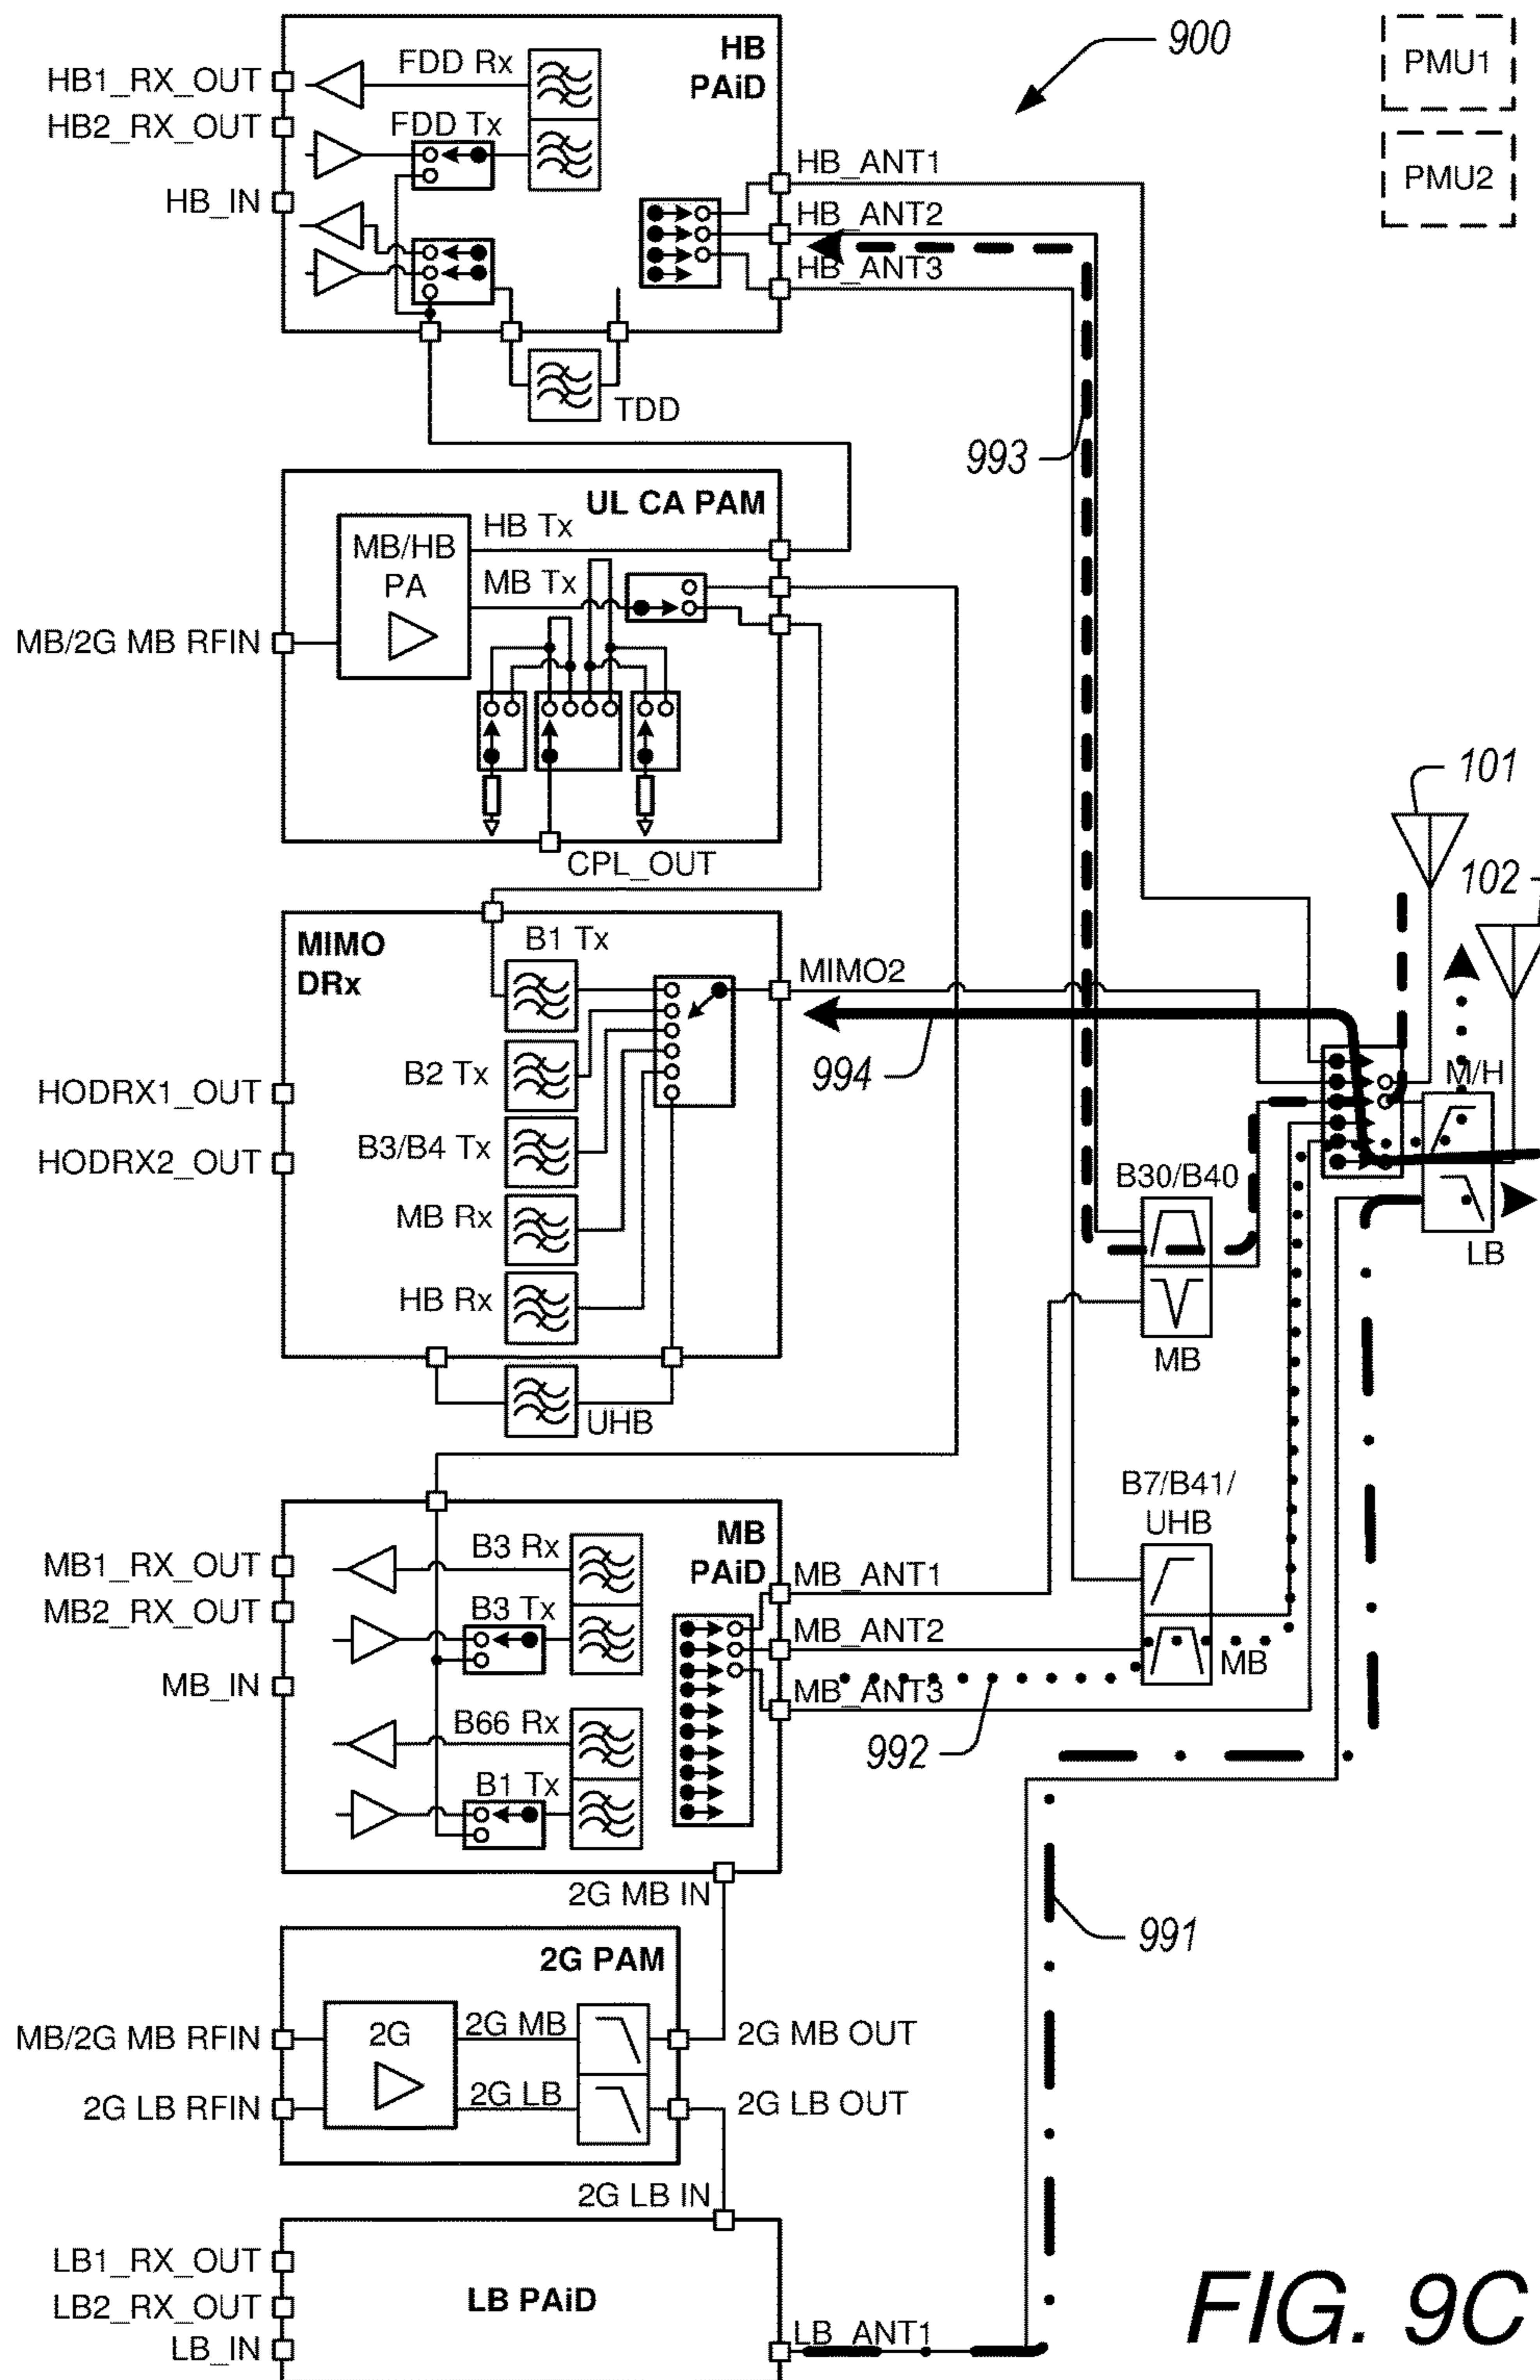 900
PMU1
PMU2
HB
PAiD
HB1_RX_OUT
HB2_RX_OUT
HB_IN
FDD Rx
FDD Tx
HB_ANT1
HB_ANT2
HB_ANT3
TDD
993
UL CA PAM
MB/HB
PA
HB Tx
MB Tx
MB/2G MB RFIN
CPL_OUT
101
102
MIMO
DRx
B1 Tx
MIMO2
994
B2 Tx
HODRX1_OUT
B3/B4 Tx
HODRX2_OUT
MB Rx
HB Rx
UHB
M/H
LB
B30/B40
MB
B7/B41/
UHB
MB
MB
PAiD
MB1_RX_OUT
MB2_RX_OUT
MB_IN
B3 Rx
B3 Tx
B66 Rx
B1 Tx
MB_ANT1
MB_ANT2
MB_ANT3
992
2G MB IN
991
2G PAM
MB/2G MB RFIN
2G LB RFIN
2G
2G MB
2G LB
2G MB OUT
2G LB OUT
2G LB IN
LB1_RX_OUT
LB2_RX_OUT
LB_IN
LB PAiD
LB_ANT1
FIG. 9C